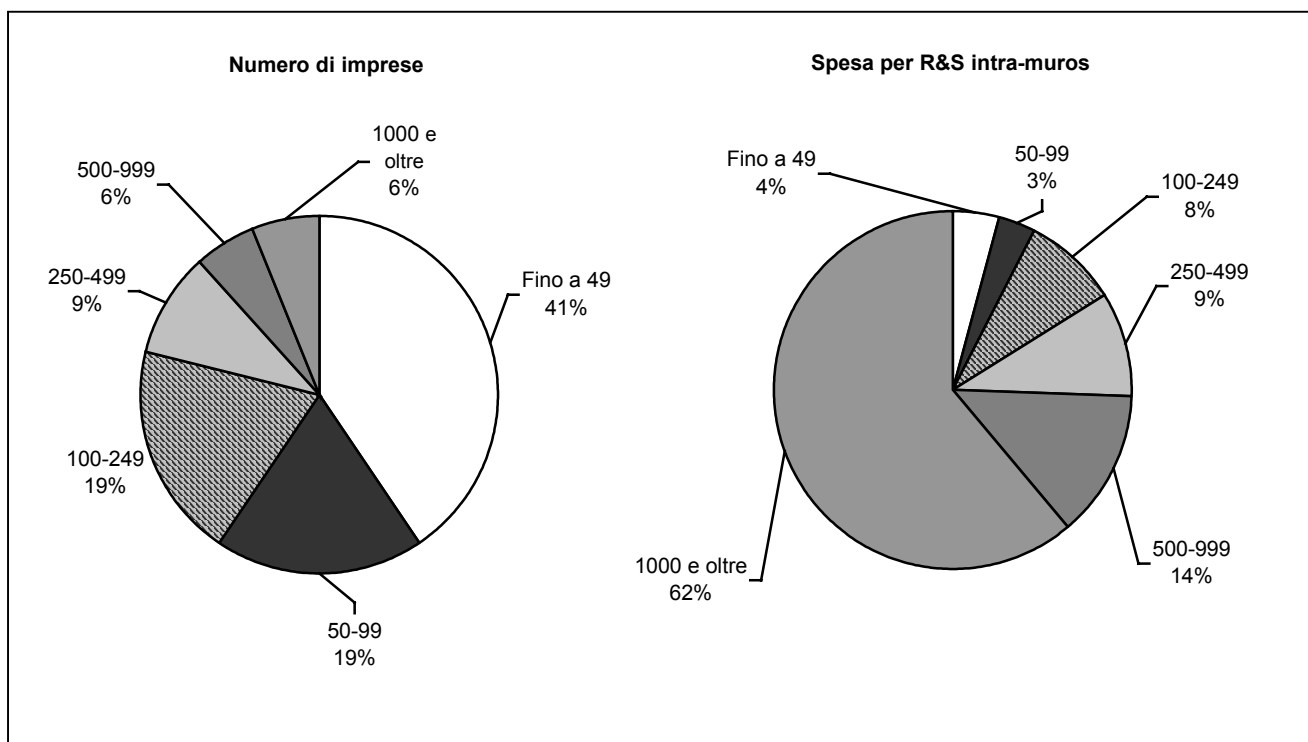 Numero di imprese
1000 e
oltre
6%
500-999
6%
250-499
9%
Fino a 49
41%
100-249
19%
50-99
19%
Spesa per R&S intra-muros
Fino a 49
4%
50-99
3%
100-249
8%
250-499
9%
500-999
14%
1000 e oltre
62%